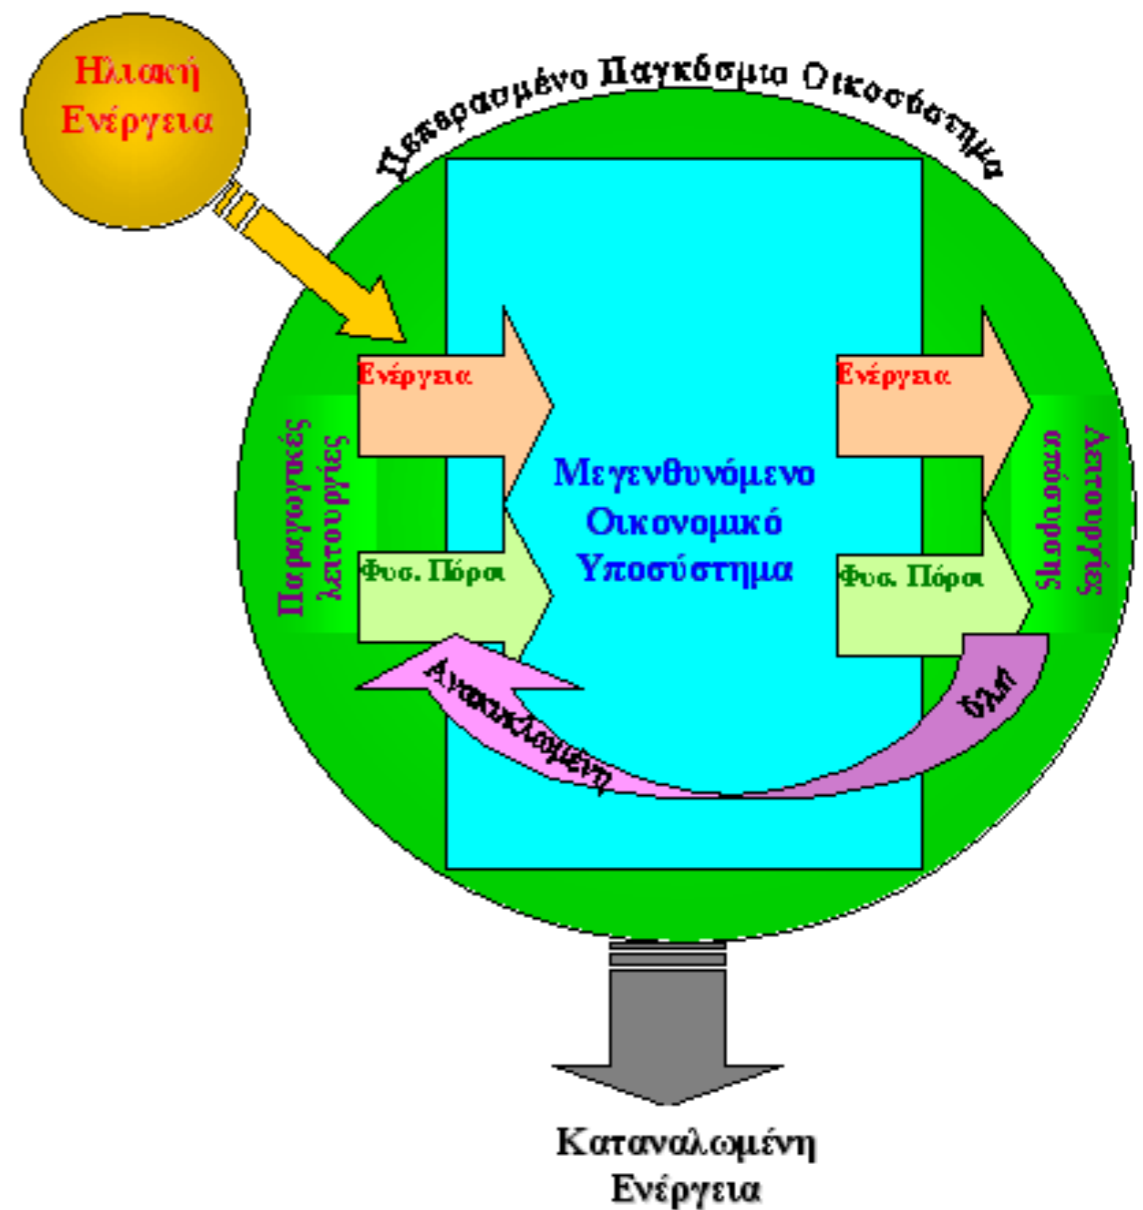 Ηλιακή
Ενέργεια
Πεπερασμένο Παγκόσμιο Οικοσύστημα
Ενέργεια
Ενέργεια
Παραγωγικές
λειτουργίες
Μεγενθυνόμενο
Οικονομικό
Υποσύστημα
Λειτουργίες
απόσυρσης
Φυσ. Πόροι
Φυσ. Πόροι
Ανακυκλωμένη
ύλη
Καταναλωμένη
Ενέργεια